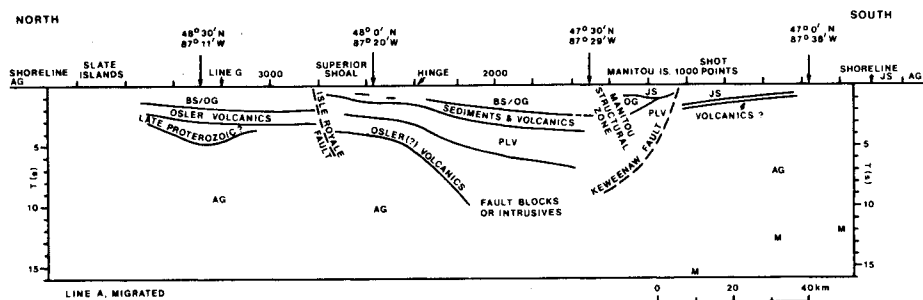 NORTH
SOUTH
48° 30' N
87° 11' W
48° 0' N
87° 20' W
47° 30' N
87° 29' W
47° 0' N
87° 38' W
SHORELINE
AG
SLATE
ISLANDS
LINE G
3000
SUPERIOR
SHOAL
HINGE
2000
MANITOU IS.
SHOT
1000 POINTS
SHORELINE
JS
AG
BS/OG
OSLER VOLCANICS
LATE PROTEROZOIC?
ISLE ROYALE
FAULT
BS/OG
SEDIMENTS & VOLCANICS
PLV
OSLER(?) VOLCANICS
FAULT BLOCKS
OR INTRUSIVES
MANITOU
STRUCTURAL
ZONE
JS
OG
PLV
KEWEENAW FAULT
JS
VOLCANICS ?
AG
AG
AG
M
M
M
T(s)
5
10
15
T(s)
5
10
15
LINE A, MIGRATED
0
20
40 km